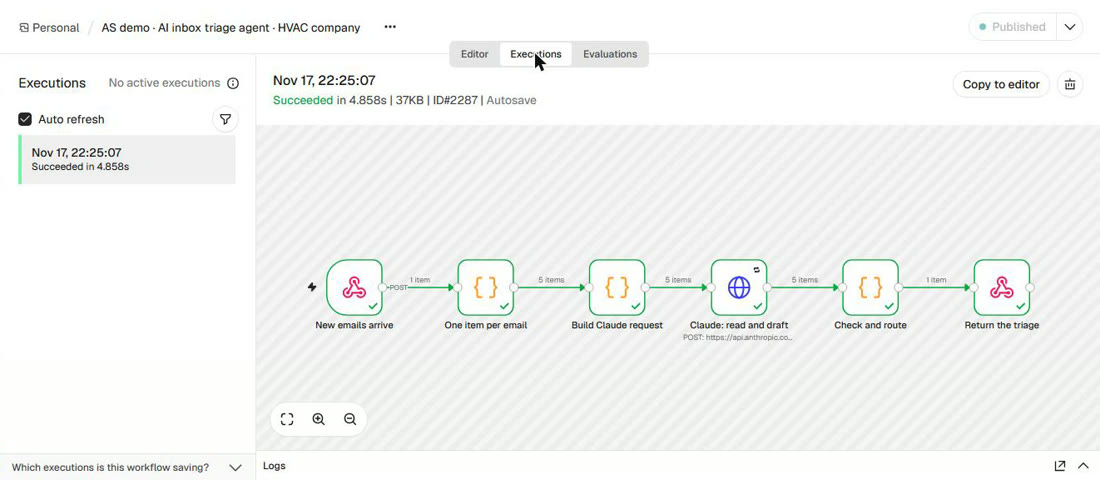 Personal / AS demo · AI inbox triage agent · HVAC company ...
Published
Editor Executions Evaluations
Executions No active executions
Auto refresh
Nov 17, 22:25:07
Succeeded in 4.858s
Which executions is this workflow saving?
Nov 17, 22:25:07
Succeeded in 4.858s | 37KB | ID#2287 | Autosave
Copy to editor
POST 1 item 5 items 5 items 5 items 1 item
New emails arrive One item per email Build Claude request Claude: read and draft Check and route Return the triage
POST: https://api.anthropic.co...
Logs